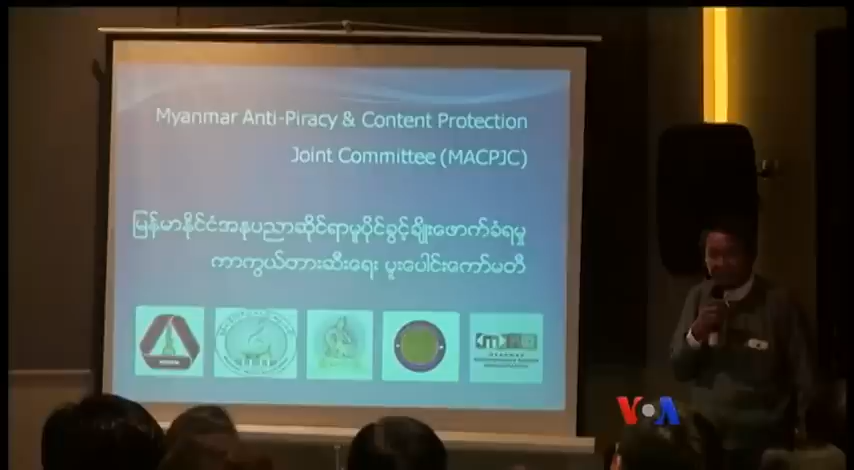 Myanmar Anti-Piracy & Content Protection
Joint Committee (MACPJC)
မြန်မာနိုင်ငံအနုပညာဆိုင်ရာမူပိုင်ခွင့်ချိုးဖောက်ခံရမှု
ကာကွယ်တားဆီးရေး ပူးပေါင်းကော်မတီ
VOA